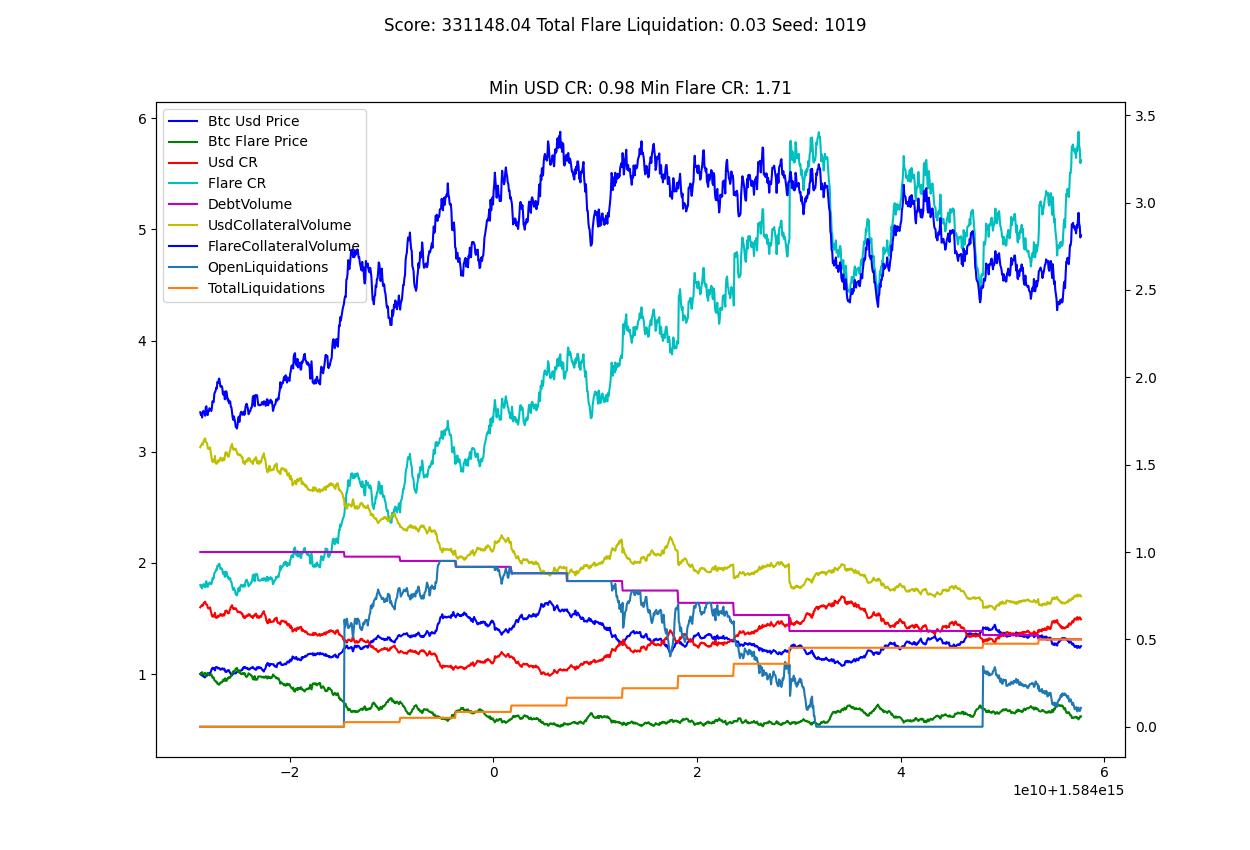 Score: 331148.04 Total Flare Liquidation: 0.03 Seed: 1019
Min USD CR: 0.98 Min Flare CR: 1.71
Btc Usd Price
Btc Flare Price
Usd CR
Flare CR
DebtVolume
UsdCollateralVolume
FlareCollateralVolume
OpenLiquidations
TotalLiquidations
6
5
4
3
2
1
3.5
3.0
2.5
2.0
1.5
1.0
0.5
0.0
−2 0 2 4 6
1e10+1.584e15